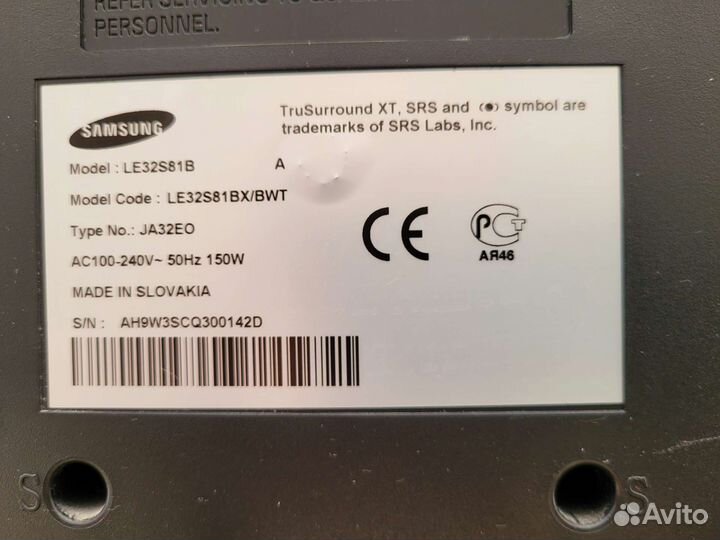 PERSONNEL.
SAMSUNG
TruSurround XT, SRS and (●) symbol are
trademarks of SRS Labs, Inc.
Model : LE32S81B A
Model Code : LE32S81BX/BWT
Type No.: JA32EO
AC100-240V~ 50Hz 150W
MADE IN SLOVAKIA
S/N : AH9W3SCQ300142D
CE
РСТ
АЯ46
S
S
Avito